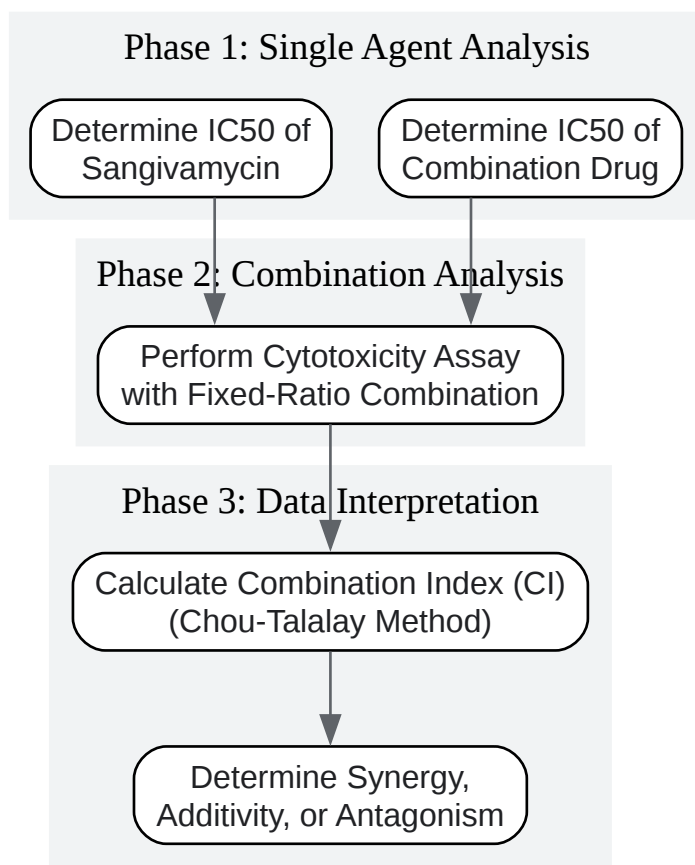 Phase 1: Single Agent Analysis
Determine IC50 of
Sangivamycin
Determine IC50 of
Combination Drug
Phase 2: Combination Analysis
Perform Cytotoxicity Assay
with Fixed-Ratio Combination
Phase 3: Data Interpretation
Calculate Combination Index (CI)
(Chou-Talalay Method)
Determine Synergy,
Additivity, or Antagonism